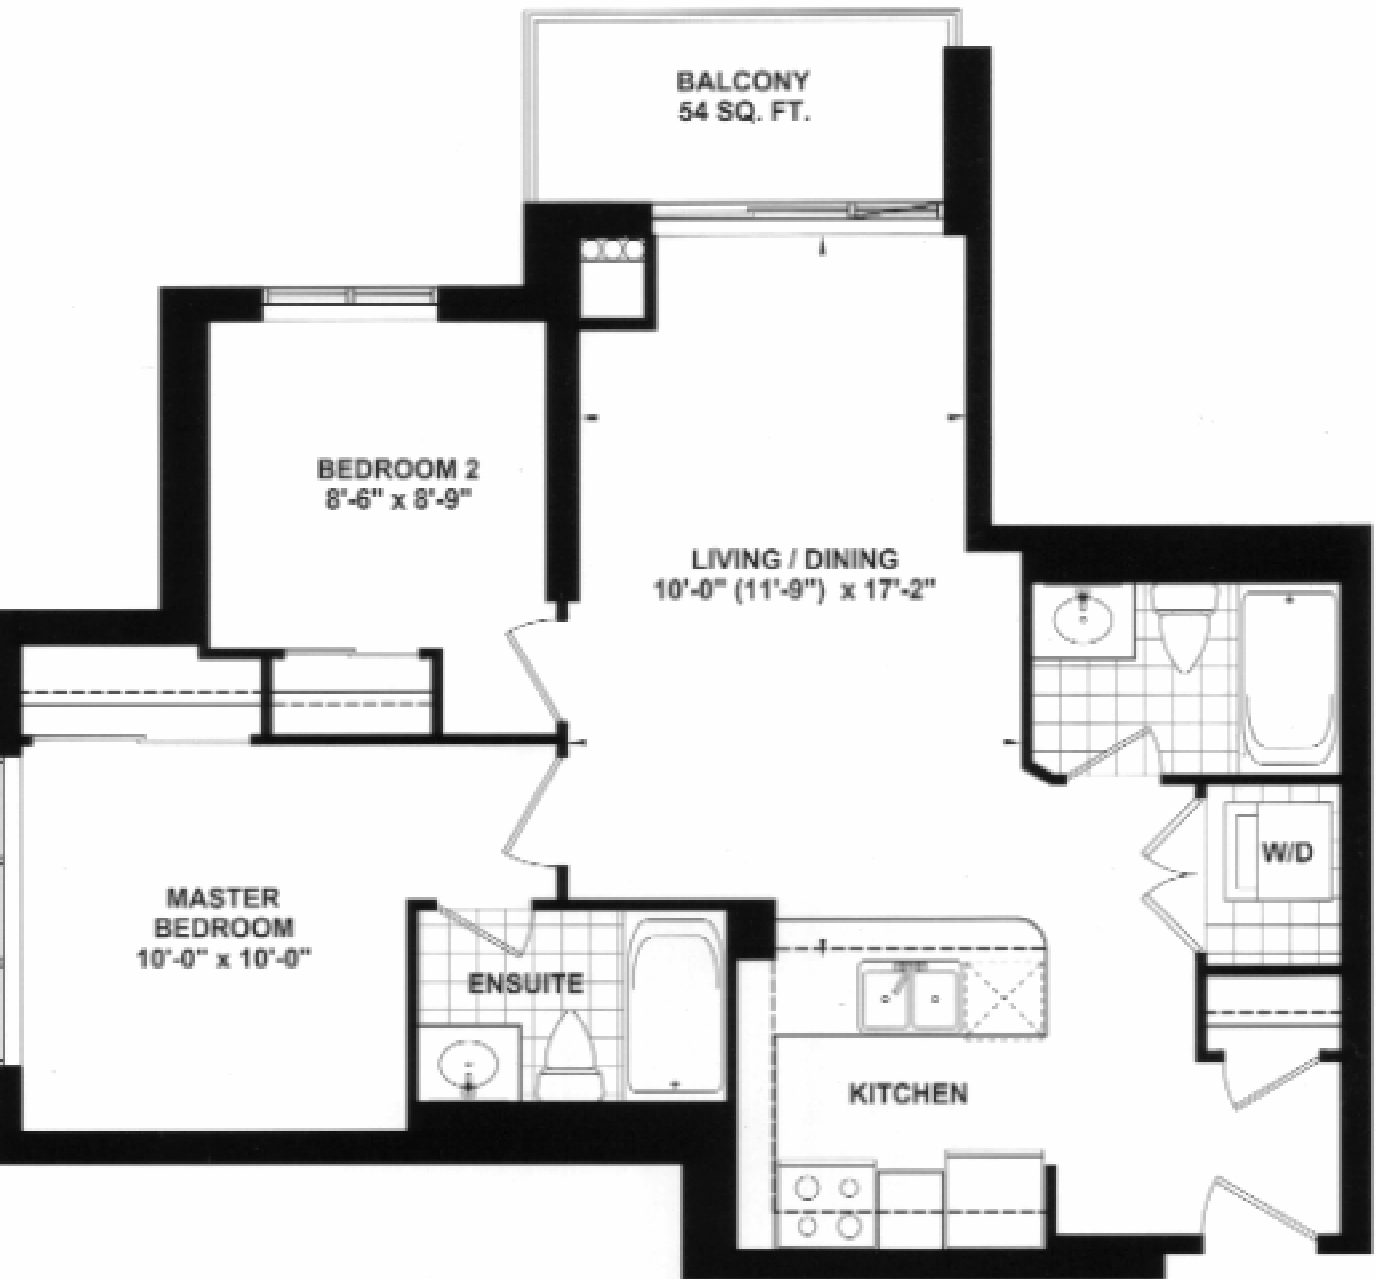 BALCONY
54 SQ. FT.
BEDROOM 2
8'-6" x 8'-9"
LIVING / DINING
10'-0" (11'-9") x 17'-2"
W/D
MASTER
BEDROOM
10'-0" x 10'-0"
ENSUITE
KITCHEN